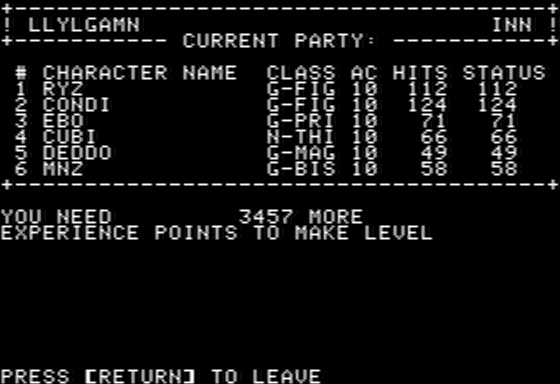 +--------------------------------------+
! LLYLGAMN                         INN !
+----------- CURRENT PARTY: -----------+
# CHARACTER NAME  CLASS AC HITS STATUS
1 RYZ             G-FIG 10  112  112
2 CONDI           G-FIG 10  124  124
3 EBO             G-PRI 10   71   71
4 CUBI            N-THI 10   66   66
5 DEDDO           G-MAG 10   49   49
6 MNZ             G-BIS 10   58   58
+--------------------------------------+
YOU NEED         3457 MORE
EXPERIENCE POINTS TO MAKE LEVEL
PRESS [RETURN] TO LEAVE